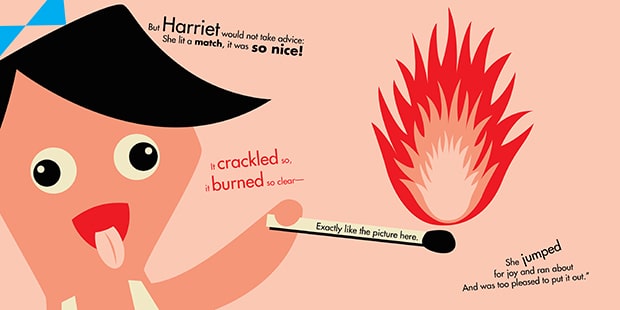 But Harriet would not take advice:
She lit a match, it was so nice!
It crackled so,
it burned so clear—
Exactly like the picture here.
She jumped
for joy and ran about
And was too pleased to put it out.”